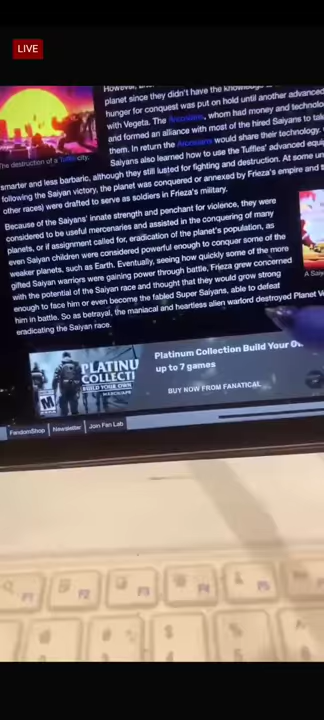 LIVE
planet since they didn't have the knowledge
hunger for conquest was put on hold until another advanced
with Vegeta. The Arcosians, whom had money and technolo
and formed an alliance with most of the hired Saiyans to tak
them. In return the Arcosians would share their technology.
Saiyans also learned how to use the Tuffles' advanced equi
The destruction of a Tuffle city.
smarter and less barbaric, although they still lusted for fighting and destruction. At some un
following the Saiyan victory, the planet was conquered or annexed by Frieza's empire and t
other races) were drafted to serve as soldiers in Frieza's military.
Because of the Saiyans' innate strength and penchant for violence, they were
considered to be useful mercenaries and assisted in the conquering of many
planets, or if assignment called for, eradication of the planet's population, as
even Saiyan children were considered powerful enough to conquer some of the
weaker planets, such as Earth. Eventually, seeing how quickly some of the more
gifted Saiyan warriors were gaining power through battle, Frieza grew concerned
with the potential of the Saiyan race and thought that they would grow strong
enough to face him or even become the fabled Super Saiyans, able to defeat
him in battle. So as betrayal, the maniacal and heartless alien warlord destroyed Planet Ve
eradicating the Saiyan race.
A Saiy
PLATINU
COLLECTI
BUILD YOUR OWN
Platinum Collection Build Your Ow
up to 7 games
BUY NOW FROM FANATICAL
M
FandomShop
Newsletter
Join Fan Lab
F1
F2
F3
F4
F5
$
%